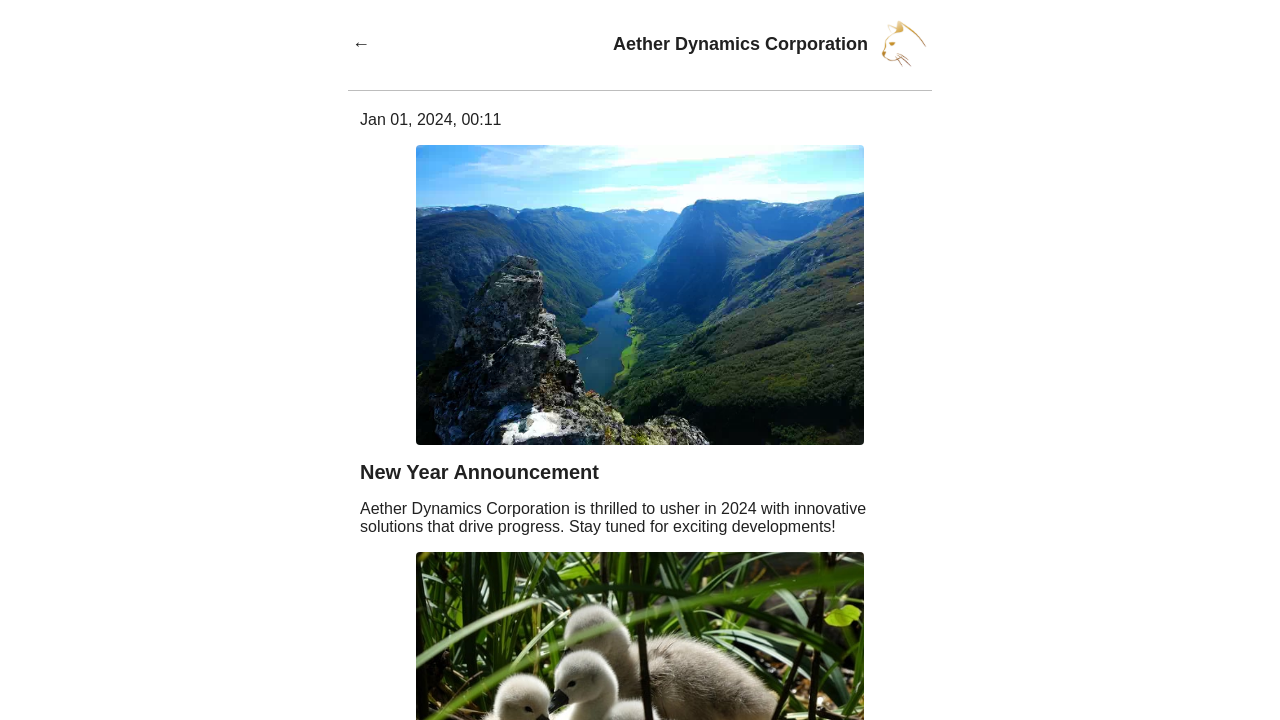 ←
Aether Dynamics Corporation
Jan 01, 2024, 00:11
New Year Announcement
Aether Dynamics Corporation is thrilled to usher in 2024 with innovative
solutions that drive progress. Stay tuned for exciting developments!